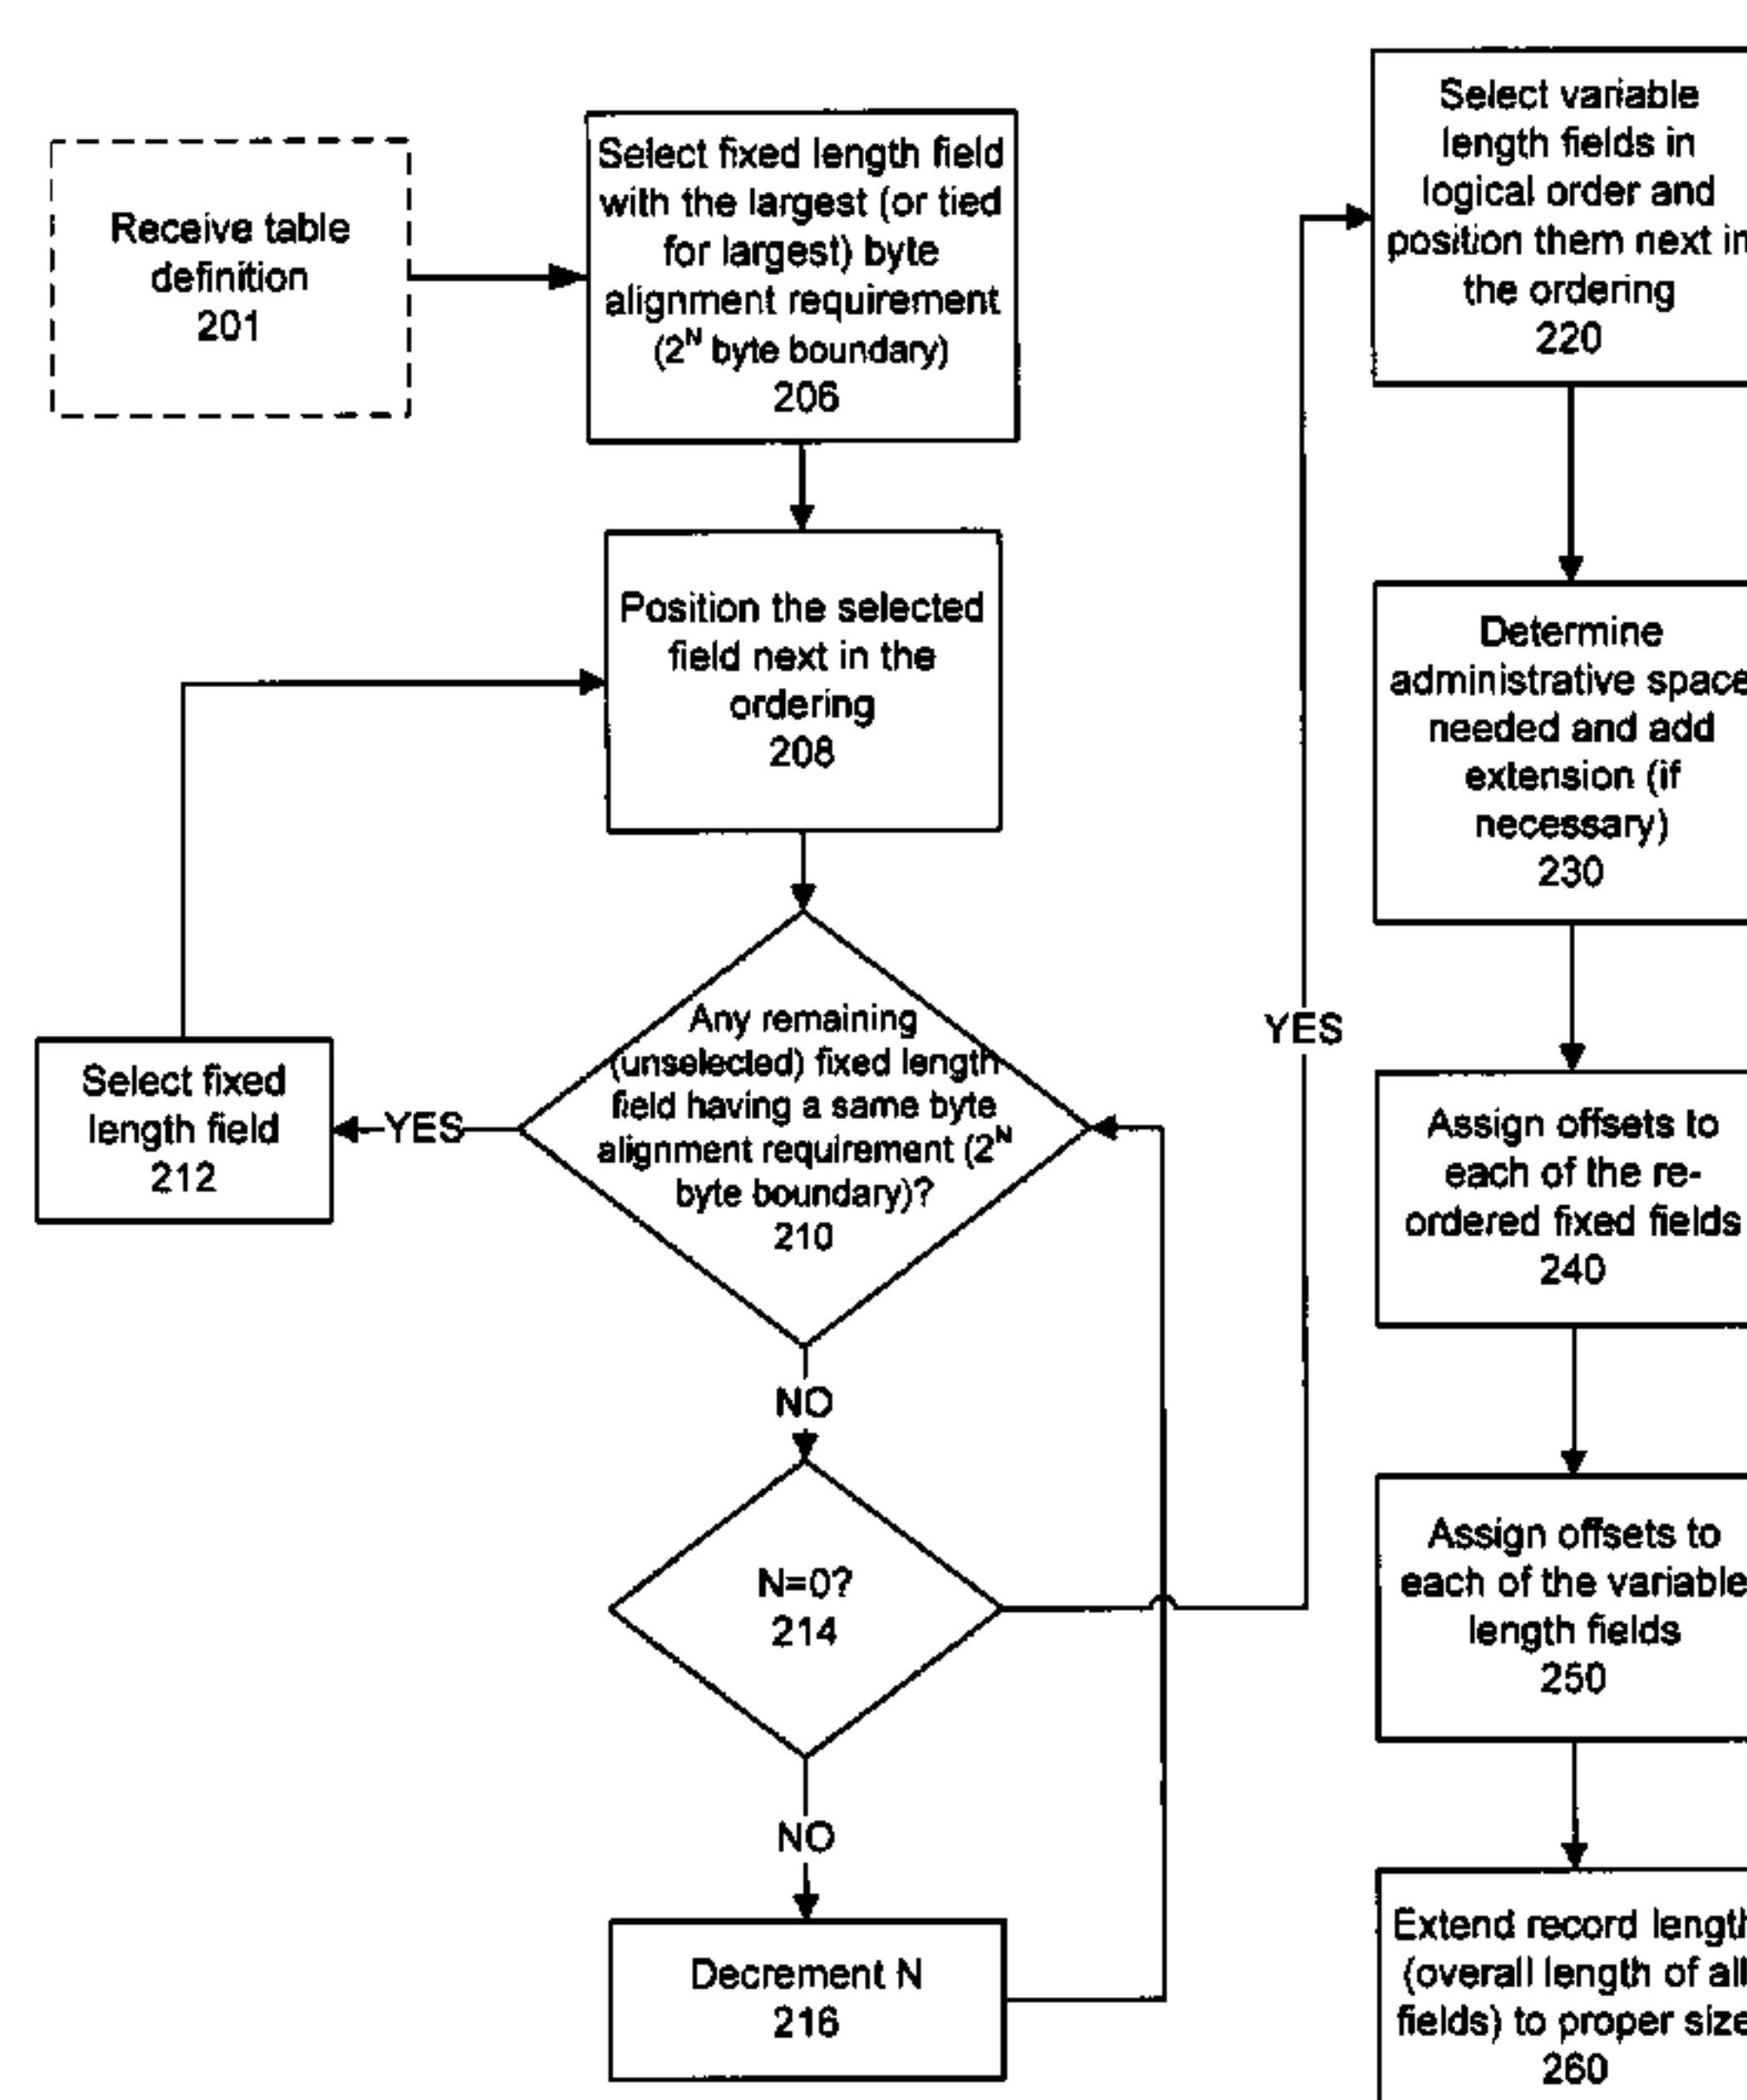 Receive table
definition
201
Select fixed length field
with the largest (or tied
for largest) byte
alignment requirement
(2^N byte boundary)
206
Position the selected
field next in the
ordering
208
Any remaining
(unselected) fixed length
field having a same byte
alignment requirement (2^N
byte boundary)?
210
YES
Select fixed
length field
212
NO
N=0?
214
NO
Decrement N
216
YES
Select variable
length fields in
logical order and
position them next in
the ordering
220
Determine
administrative space
needed and add
extension (if
necessary)
230
Assign offsets to
each of the re-
ordered fixed fields
240
Assign offsets to
each of the variable
length fields
250
Extend record length
(overall length of all
fields) to proper size
260